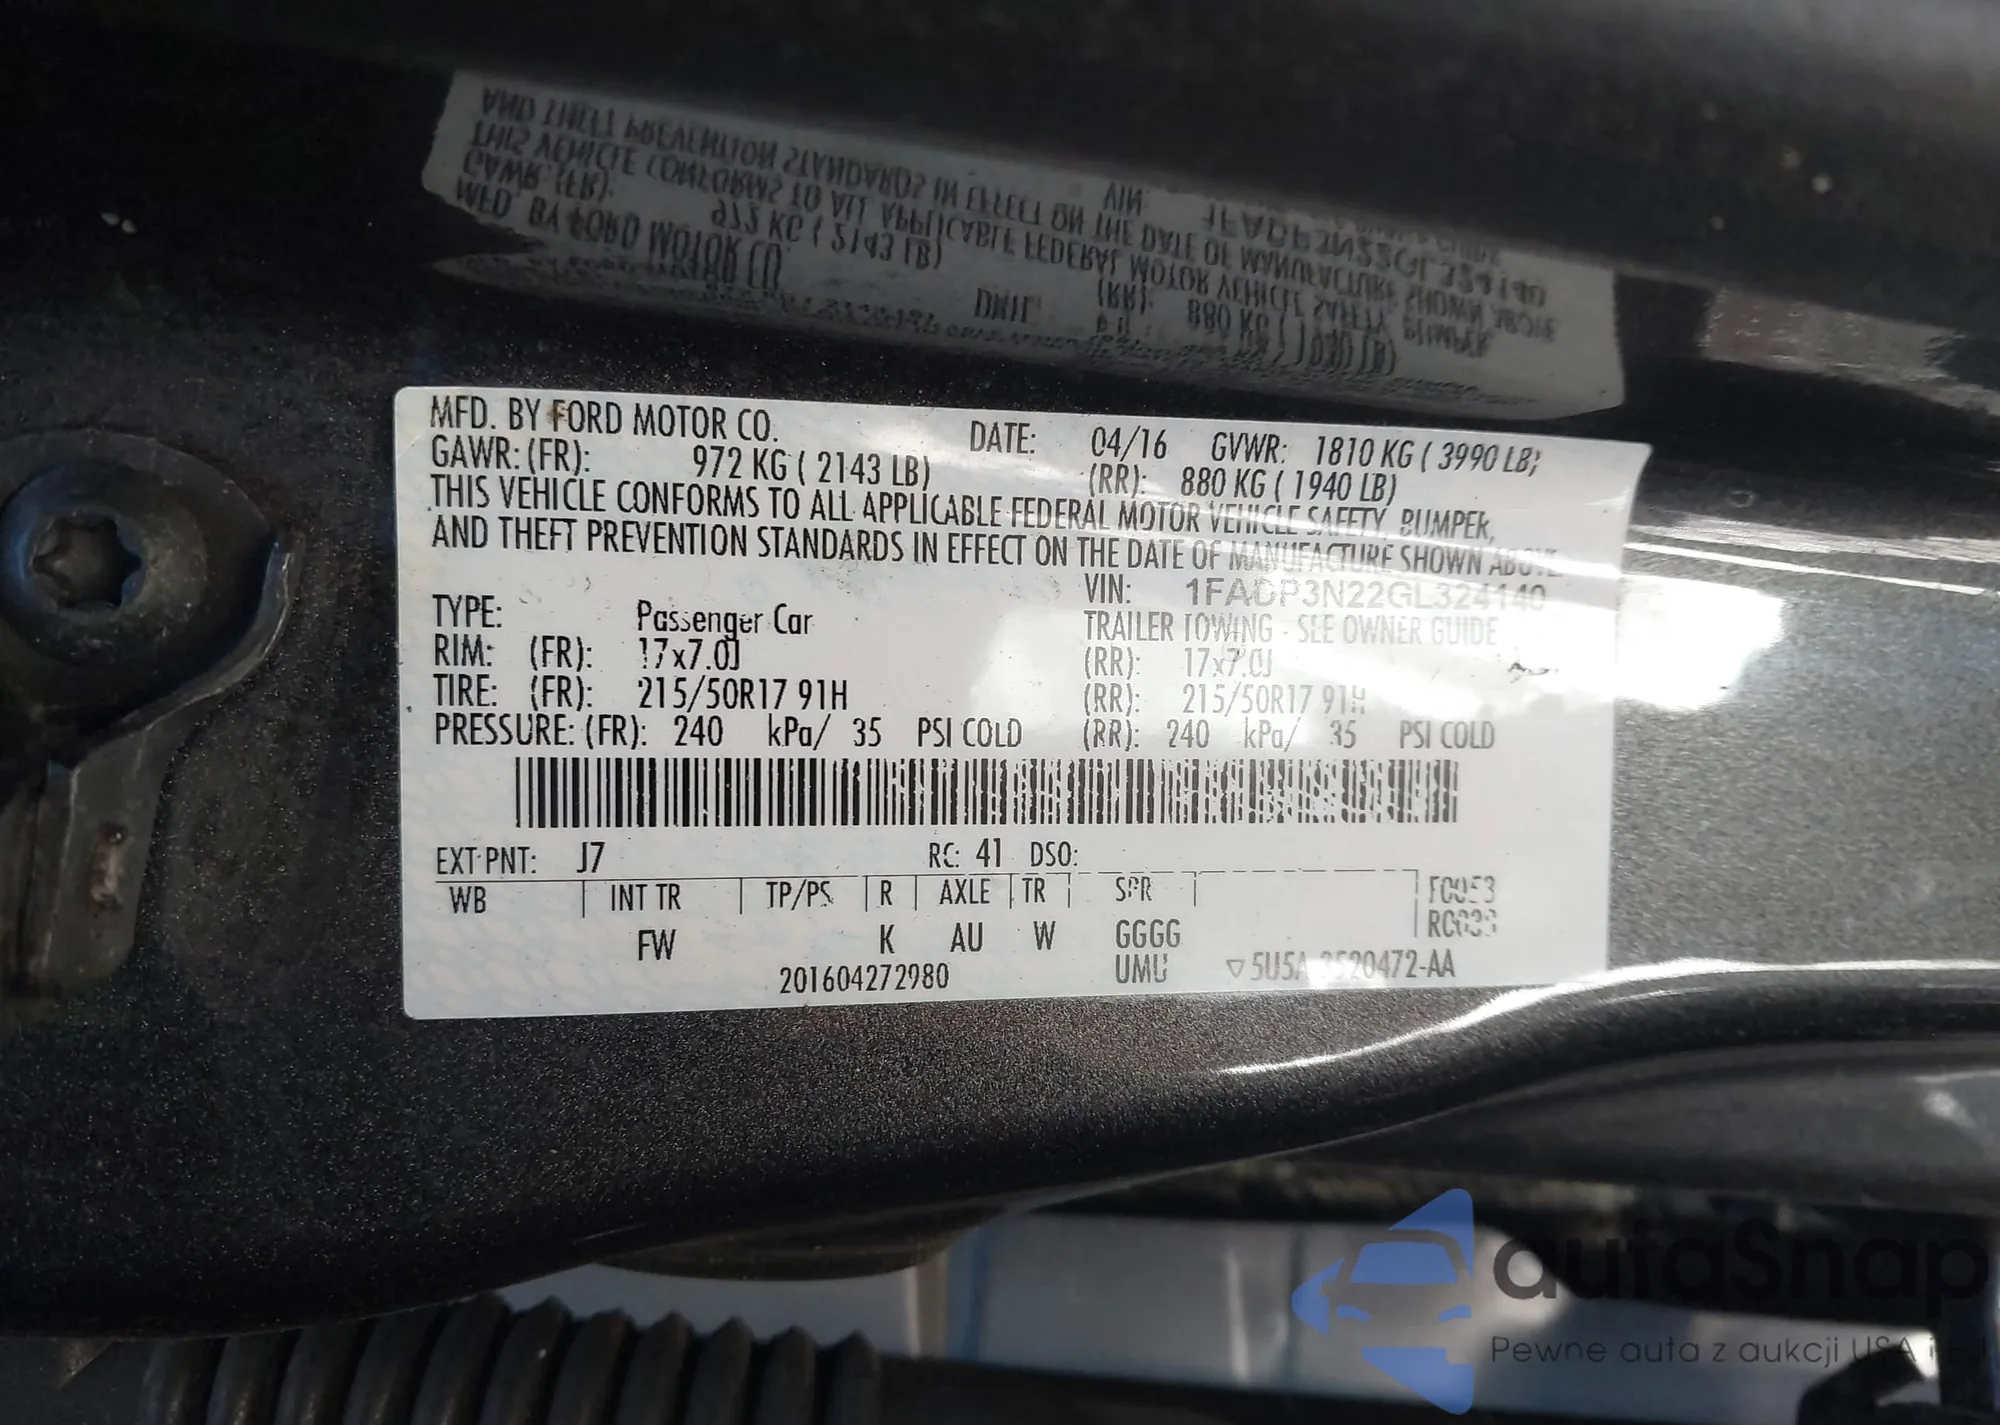 MFD. BY FORD MOTOR CO.
DATE: 04/16 GVWR: 1810 KG ( 3990 LB)
GAWR: (FR): 972 KG ( 2143 LB) (RR): 880 KG ( 1940 LB)
THIS VEHICLE CONFORMS TO ALL APPLICABLE FEDERAL MOTOR VEHICLE SAFETY, BUMPER,
AND THEFT PREVENTION STANDARDS IN EFFECT ON THE DATE OF MANUFACTURE SHOWN ABOVE.
VIN: 1FADP3N22GL324140
TYPE: Passenger Car TRAILER TOWING - SEE OWNER GUIDE
RIM: (FR): 17x7.0J (RR): 17x7.0J
TIRE: (FR): 215/50R17 91H (RR): 215/50R17 91H
PRESSURE: (FR): 240 kPa/ 35 PSI COLD (RR): 240 kPa/ 35 PSI COLD
EXT PNT: J7 RC: 41 DSO:
WB INT TR TP/PS R AXLE TR SPR
FW K AU W GGGG
201604272980 UMU
autaSnap
Pewne auta z aukcji USA i EU